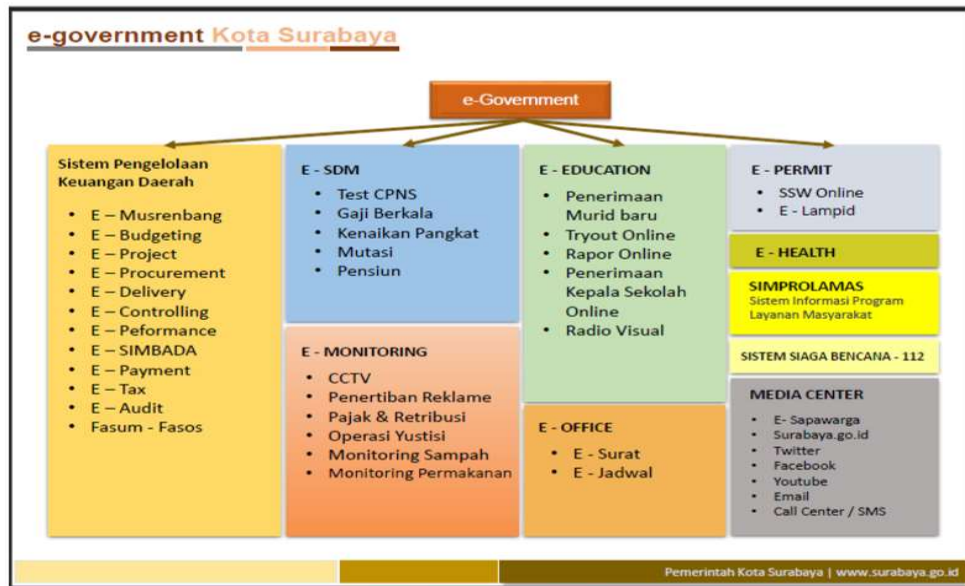 e-government Kota Surabaya
e-Government
Sistem Pengelolaan
Keuangan Daerah
• E – Musrenbang
• E – Budgeting
• E – Project
• E – Procurement
• E – Delivery
• E – Controlling
• E – Peformance
• E – SIMBADA
• E – Payment
• E – Tax
• E – Audit
• Fasum - Fasos
E - SDM
• Test CPNS
• Gaji Berkala
• Kenaikan Pangkat
• Mutasi
• Pensiun
E - MONITORING
• CCTV
• Penertiban Reklame
• Pajak & Retribusi
• Operasi Yustisi
• Monitoring Sampah
• Monitoring Permakanan
E - EDUCATION
• Penerimaan
Murid baru
• Tryout Online
• Rapor Online
• Penerimaan
Kepala Sekolah
Online
• Radio Visual
E - OFFICE
• E - Surat
• E - Jadwal
E - PERMIT
• SSW Online
• E - Lampid
E - HEALTH
SIMPROLAMAS
Sistem Informasi Program
Layanan Masyarakat
SISTEM SIAGA BENCANA - 112
MEDIA CENTER
• E- Sapawarga
• Surabaya.go.id
• Twitter
• Facebook
• Youtube
• Email
• Call Center / SMS
Pemerintah Kota Surabaya | www.surabaya.go.id